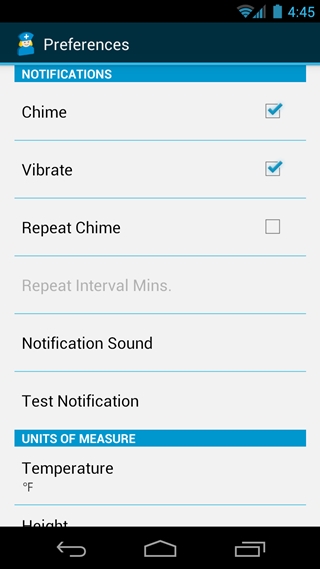 4:45
Preferences
NOTIFICATIONS
Chime
Vibrate
Repeat Chime
Repeat Interval Mins.
Notification Sound
Test Notification
UNITS OF MEASURE
Temperature
°F
Height